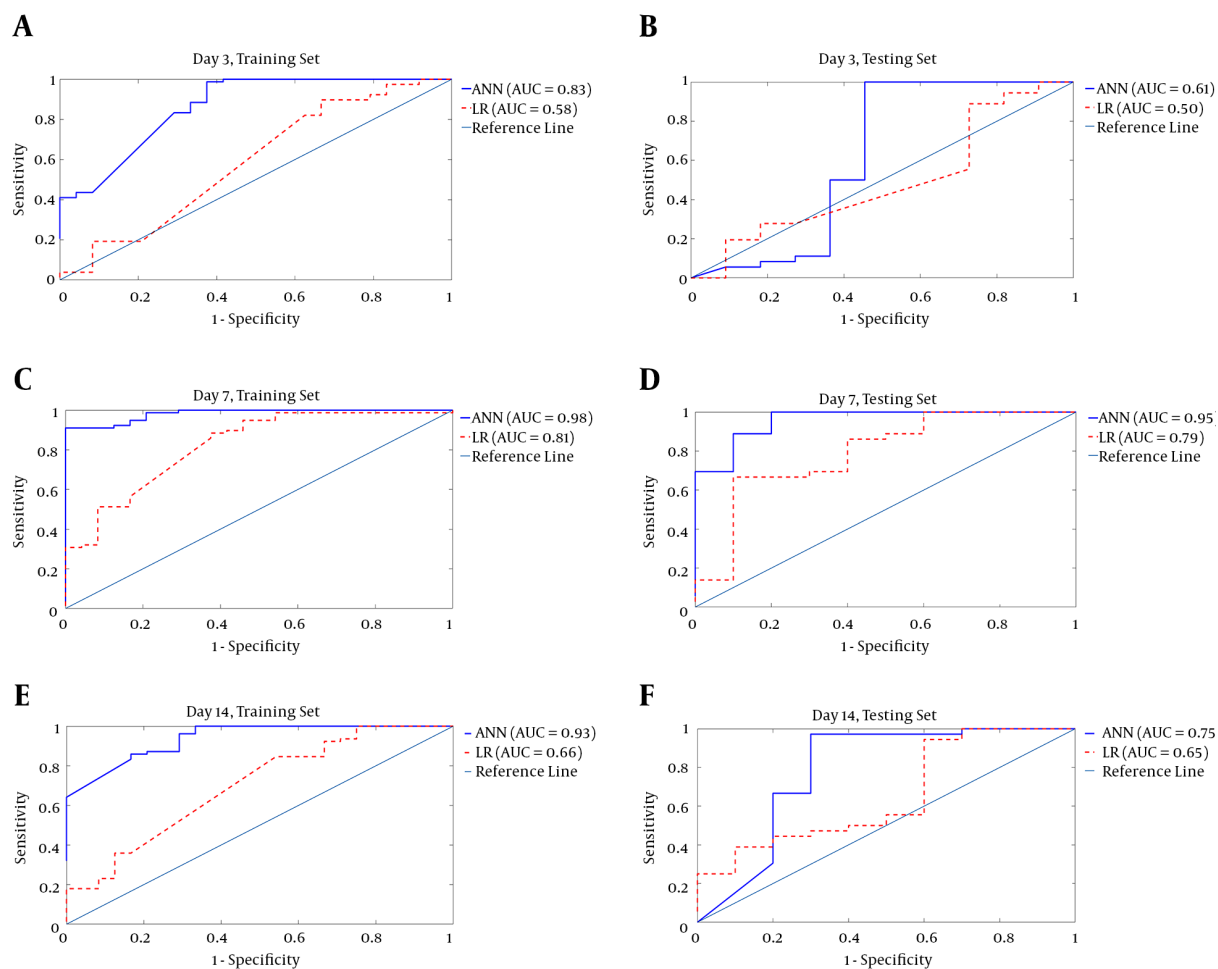 A
Day 3, Training Set
1
0.8
0.6
0.4
0.2
0
Sensitivity
0
0.2
0.4
0.6
0.8
1
1 - Specificity
ANN (AUC = 0.83)
LR (AUC = 0.58)
Reference Line
B
Day 3, Testing Set
1
0.8
0.6
0.4
0.2
0
Sensitivity
0
0.2
0.4
0.6
0.8
1
1 - Specificity
ANN (AUC = 0.61)
LR (AUC = 0.50)
Reference Line
C
Day 7, Training Set
1
0.8
0.6
0.4
0.2
0
Sensitivity
0
0.2
0.4
0.6
0.8
1
1 - Specificity
ANN (AUC = 0.98)
LR (AUC = 0.81)
Reference Line
D
Day 7, Testing Set
1
0.8
0.6
0.4
0.2
0
Sensitivity
0
0.2
0.4
0.6
0.8
1
1 - Specificity
ANN (AUC = 0.95)
LR (AUC = 0.79)
Reference Line
E
Day 14, Training Set
1
0.8
0.6
0.4
0.2
0
Sensitivity
0
0.2
0.4
0.6
0.8
1
1 - Specificity
ANN (AUC = 0.93)
LR (AUC = 0.66)
Reference Line
F
Day 14, Testing Set
1
0.8
0.6
0.4
0.2
0
Sensitivity
0
0.2
0.4
0.6
0.8
1
1 - Specificity
ANN (AUC = 0.75
LR (AUC = 0.65)
Reference Line